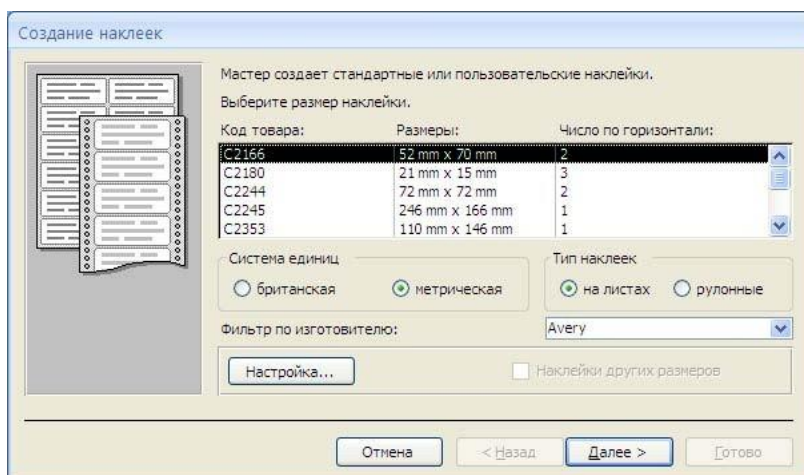 Создание наклеек
Мастер создает стандартные или пользовательские наклейки.
Выберите размер наклейки.
Код товара: Размеры: Число по горизонтали:
C2166 52 mm x 70 mm 2
C2180 21 mm x 15 mm 3
C2244 72 mm x 72 mm 2
C2245 246 mm x 166 mm 1
C2353 110 mm x 146 mm 1
Система единиц Тип наклеек
британская метрическая на листах рулонные
Фильтр по изготовителю: Avery
Настройка... Наклейки других размеров
Отмена < Назад Далее > Готово